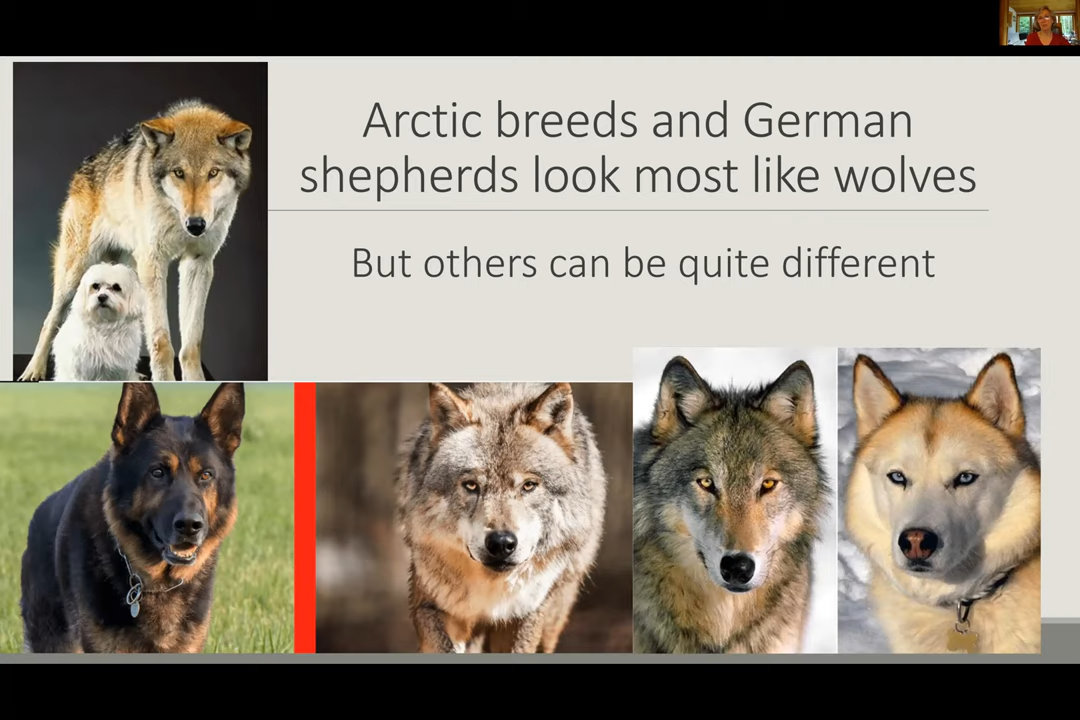 Arctic breeds and German
shepherds look most like wolves
But others can be quite different